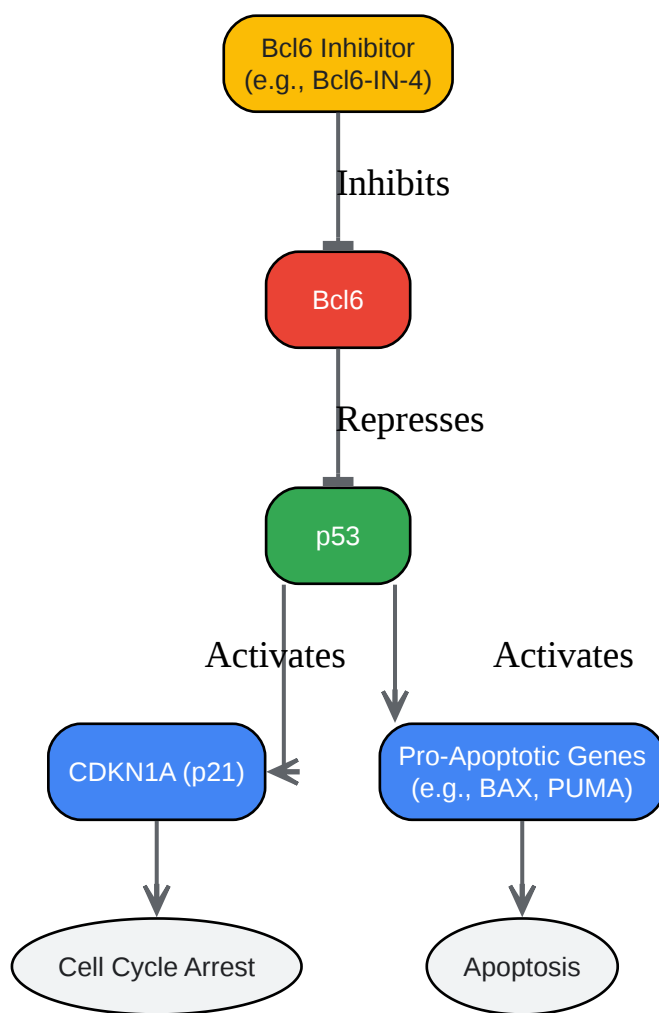 Bcl6 Inhibitor
(e.g., Bcl6-IN-4)
Inhibits
Bcl6
Represses
p53
Activates
Activates
CDKN1A (p21)
Pro-Apoptotic Genes
(e.g., BAX, PUMA)
Cell Cycle Arrest
Apoptosis